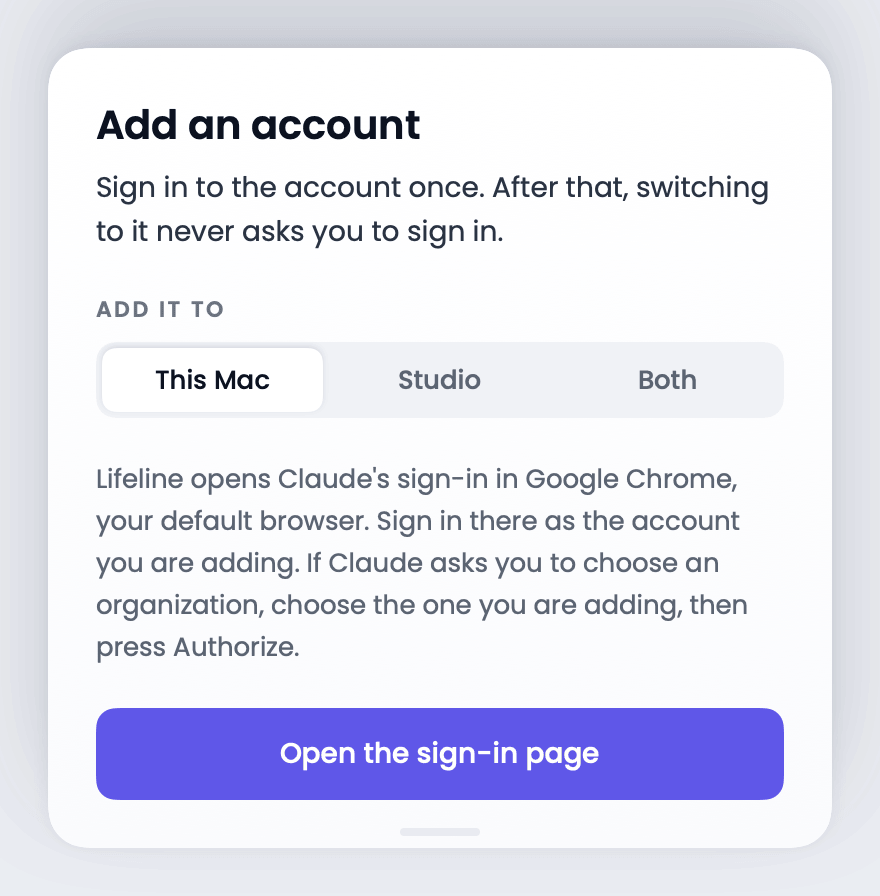 Add an account
Sign in to the account once. After that, switching
to it never asks you to sign in.
ADD IT TO
This Mac
Studio
Both
Lifeline opens Claude's sign-in in Google Chrome,
your default browser. Sign in there as the account
you are adding. If Claude asks you to choose an
organization, choose the one you are adding, then
press Authorize.
Open the sign-in page